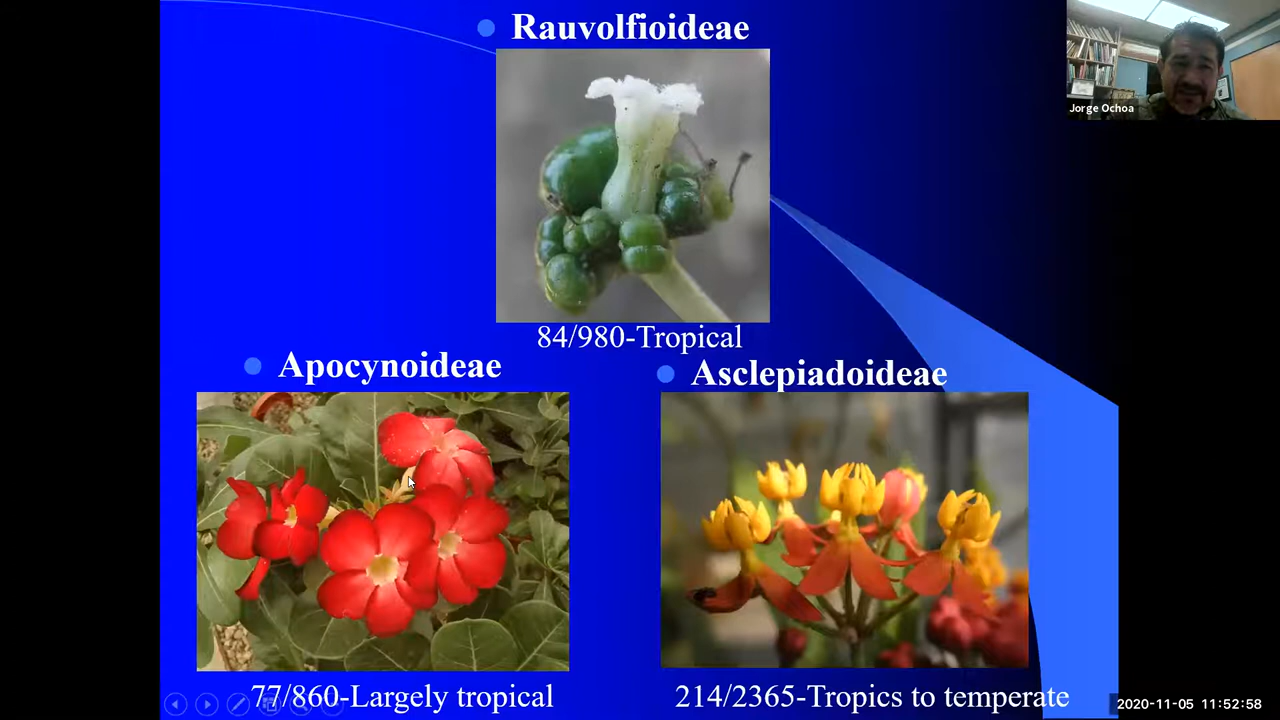 Rauvolfioideae
Jorge Ochoa
84/980-Tropical
Apocynoideae
Asclepiadoideae
77/860-Largely tropical
214/2365-Tropics to temperate
2020-11-05 11:52:58